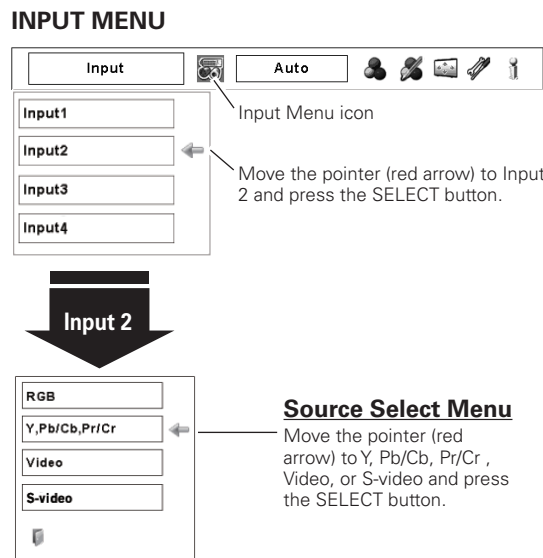 INPUT MENU
Input
Auto
Input Menu icon
Input1
Input2
Input3
Input4
Move the pointer (red arrow) to Input
2 and press the SELECT button.
Input 2
RGB
Y,Pb/Cb,Pr/Cr
Video
S-video
Source Select Menu
Move the pointer (red
arrow) to Y, Pb/Cb, Pr/Cr ,
Video, or S-video and press
the SELECT button.